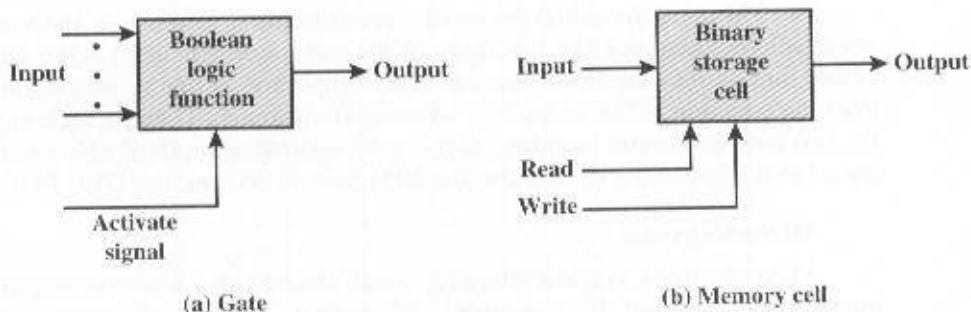 Input
Boolean
logic
function
Output
Activate
signal
(a) Gate
Input
Binary
storage
cell
Output
Read
Write
(b) Memory cell